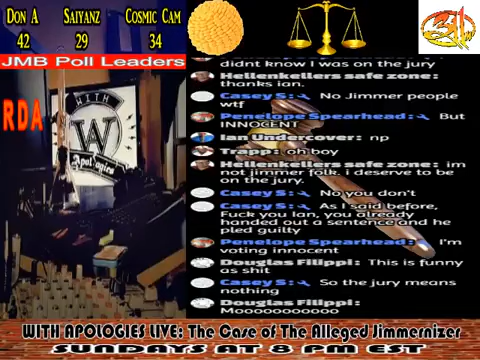 Don A Saiyanz Cosmic Cam
42 29 34
JMB Poll Leaders
RDA
WITH
W
Apologies
311
didnt know I was on the jury
Hellenkellers safe zone:
thanks ian.
Casey S: No Jimmer people
wtf
Penelope Spearhead: But
INNOCENT
Ian Undercover: np
Trapp: oh boy
Hellenkellers safe zone: im
not jimmer folk. i deserve to be
on the jury.
Casey S: No you don't
Casey S: As I said before,
Fuck you Ian, you already
handed out a sentence and he
pled guilty
Penelope Spearhead: I'm
voting innocent
Douglas Filippi: This is funny
as shit
Casey S: So the jury means
nothing
Douglas Filippi:
Mooooooooooo
WITH APOLOGIES LIVE: The Case of The Alleged Jimmernizer
SUNDAYS AT 8 PM EST